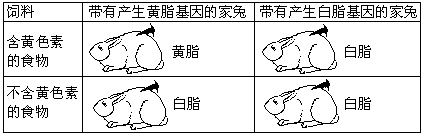 饲料 带有产生黄脂基因的家兔 带有产生白脂基因的家兔
含黄色素
的食物 黄脂 白脂
不含黄色素
的食物 白脂 白脂